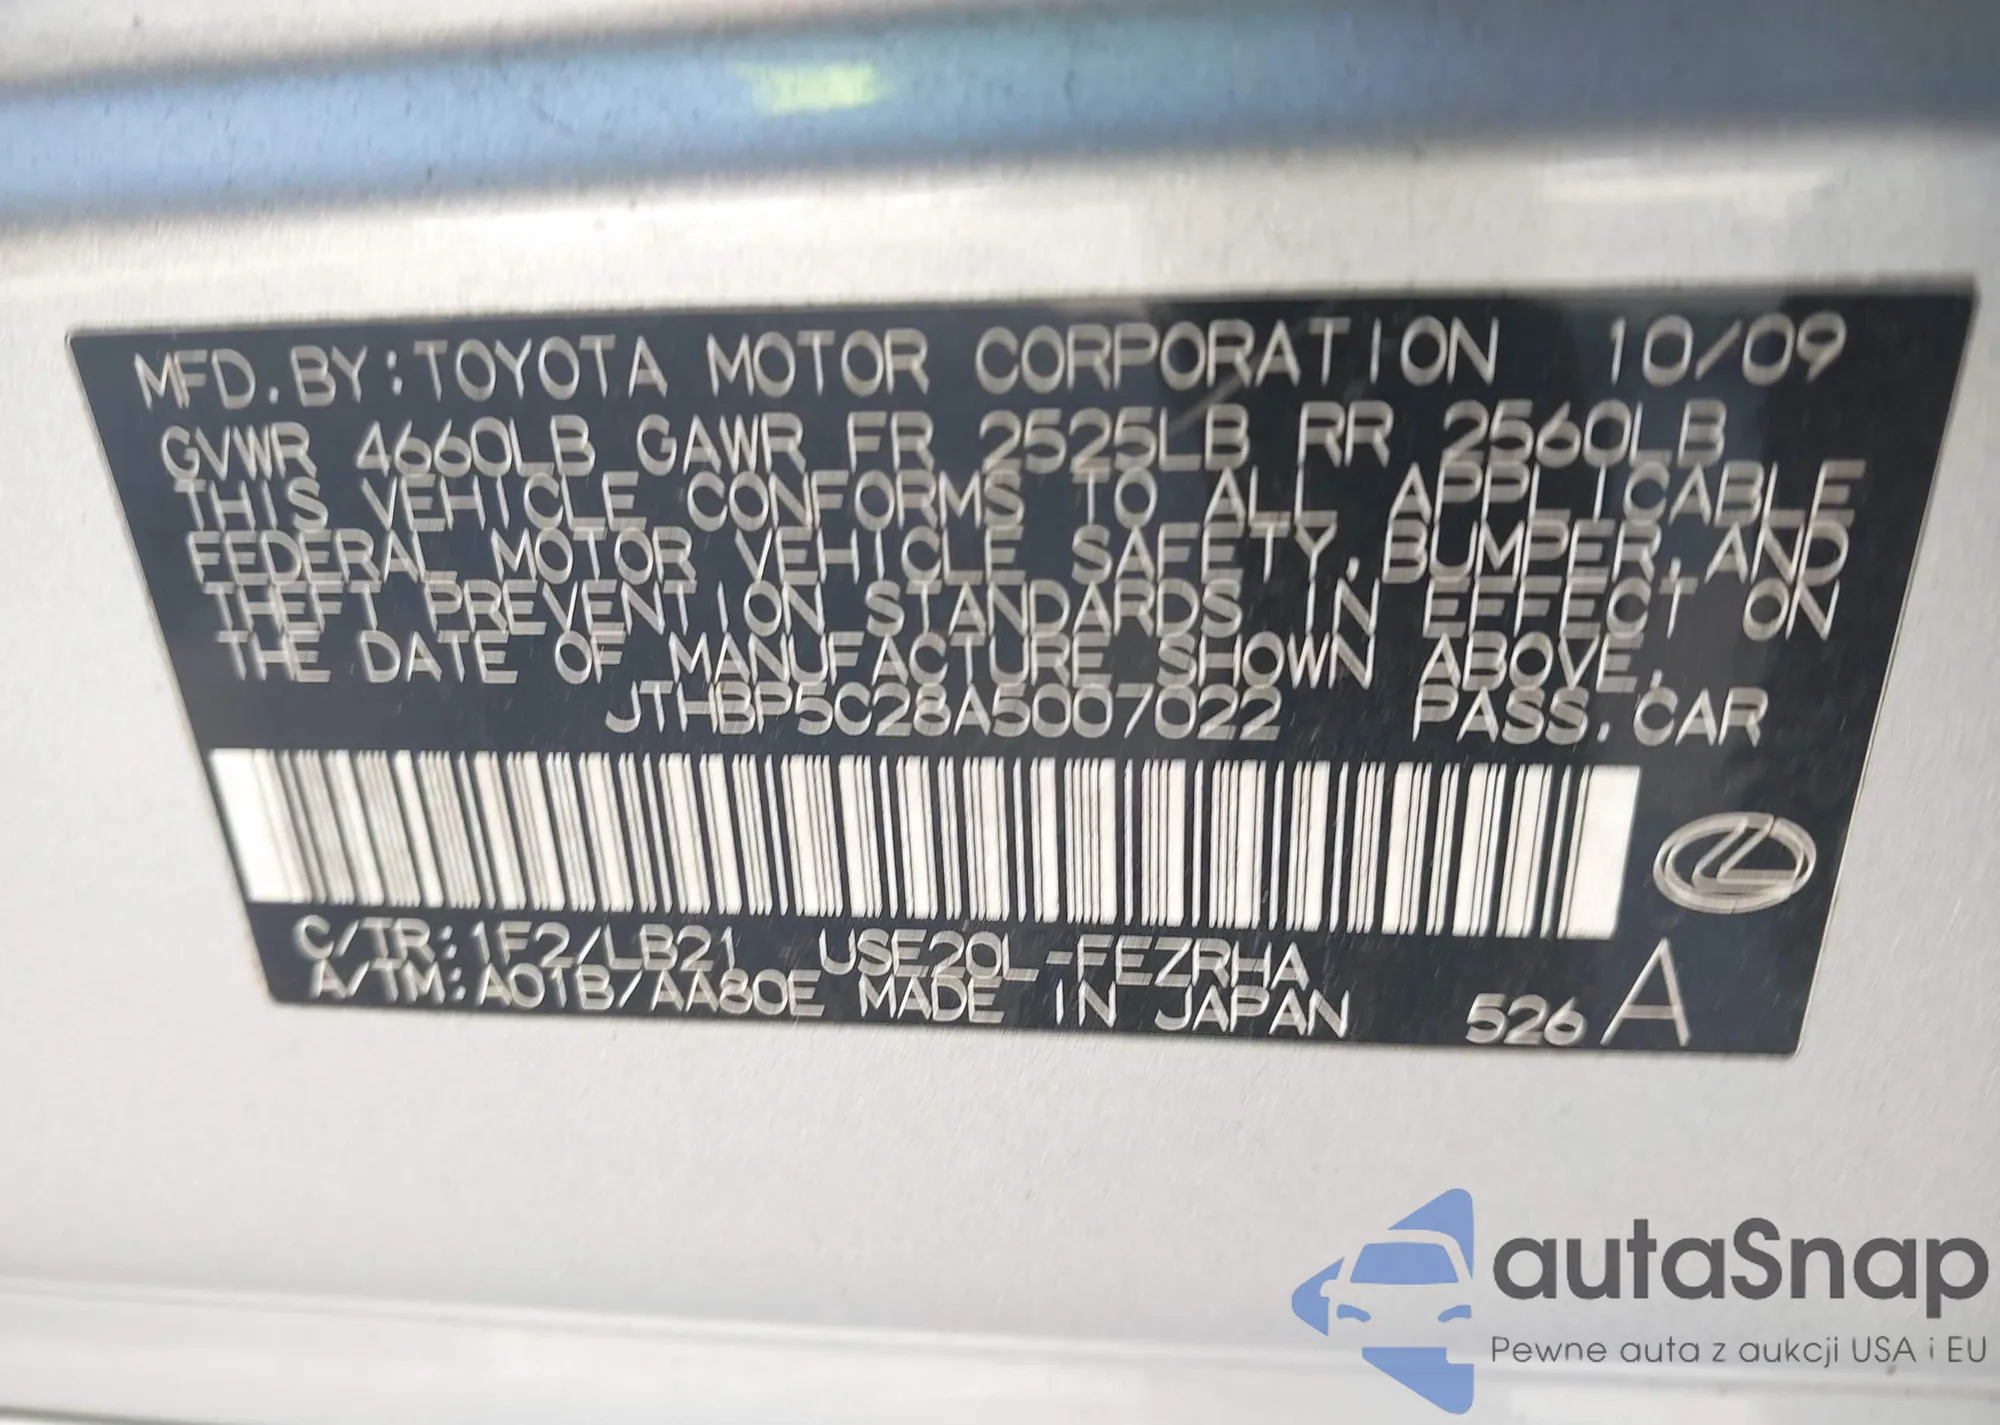 MFD. BY: TOYOTA MOTOR CORPORATION 10/09
GVWR 4660LB GAWR FR 2525LB RR 2560LB
THIS VEHICLE CONFORMS TO ALL APPLICABLE
FEDERAL MOTOR VEHICLE SAFETY, BUMPER, AND
THEFT PREVENTION STANDARDS IN EFFECT ON
THE DATE OF MANUFACTURE SHOWN ABOVE.
JTHBP5C28A5007022 PASS. CAR
C/TR: 1F2/LB21 USE20L-FEZRHA
A/TM: A01B/AA80E MADE IN JAPAN 526 A
autaSnap
Pewne auta z aukcji USA i EU